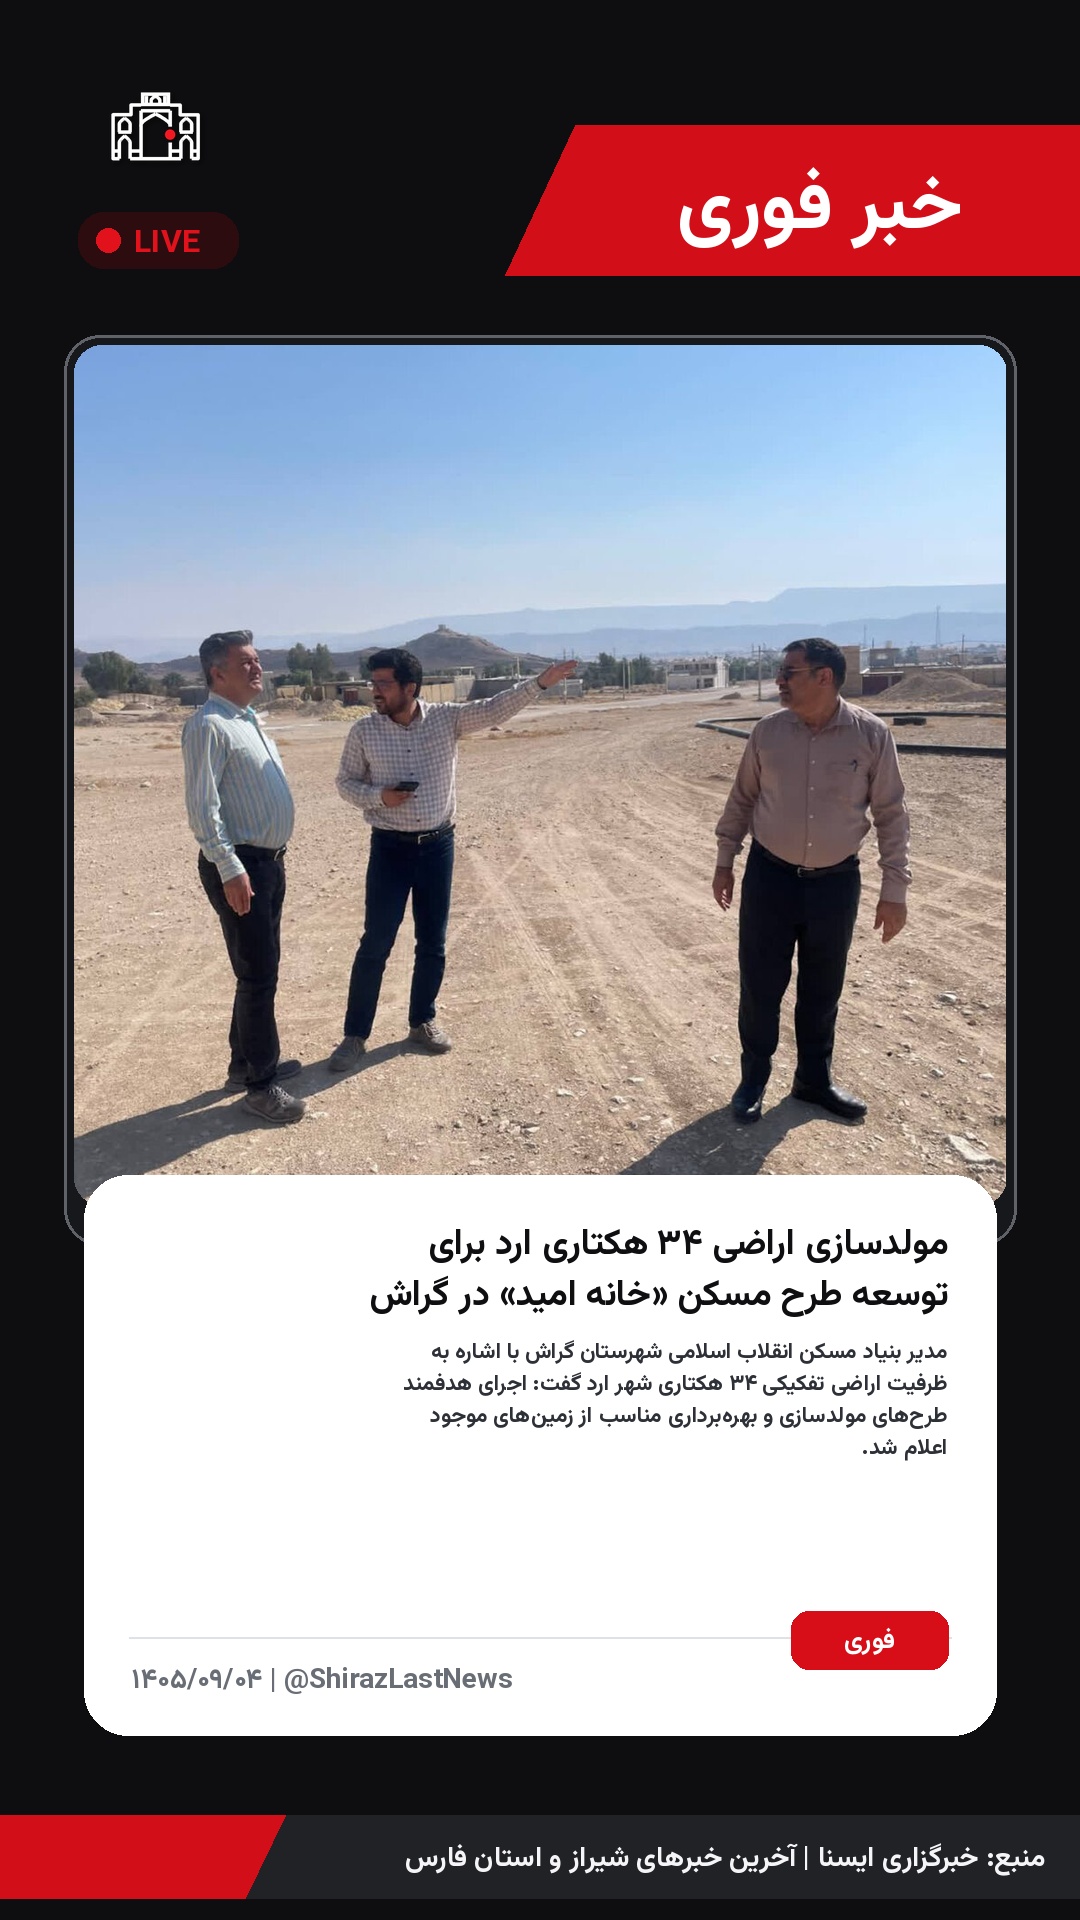 خبر فوری
LIVE
مولدسازی اراضی ۳۴ هکتاری ارد برای
توسعه طرح مسکن «خانه امید» در گراش
مدیر بنیاد مسکن انقلاب اسلامی شهرستان گراش با اشاره به
ظرفیت اراضی تفکیکی ۳۴ هکتاری شهر ارد گفت: اجرای هدفمند
طرح‌های مولدسازی و بهره‌برداری مناسب از زمین‌های موجود
اعلام شد.
فوری
۱۴۰۵/۰۹/۰۴ | @ShirazLastNews
منبع: خبرگزاری ایسنا | آخرین خبرهای شیراز و استان فارس